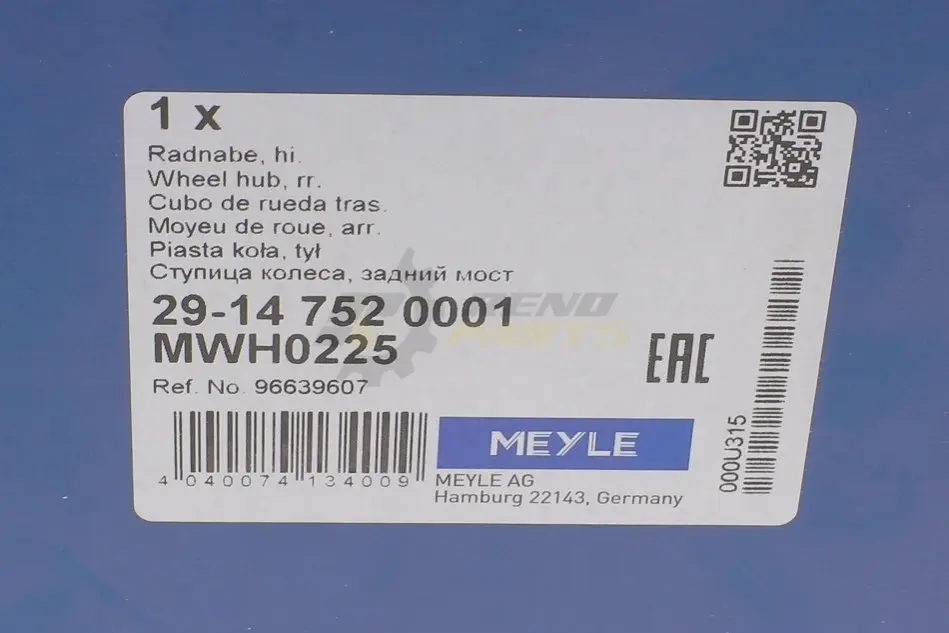 1 x
Radnabe, hi.
Wheel hub, rr.
Cubo de rueda tras.
Moyeu de roue, arr.
Piasta koła, tył
Ступица колеса, задний мост
29-14 752 0001
MWH0225
Ref. No. 96639607
EAC
4 040074 134009
MEYLE
MEYLE AG
Hamburg 22143, Germany
000U315
PARTS